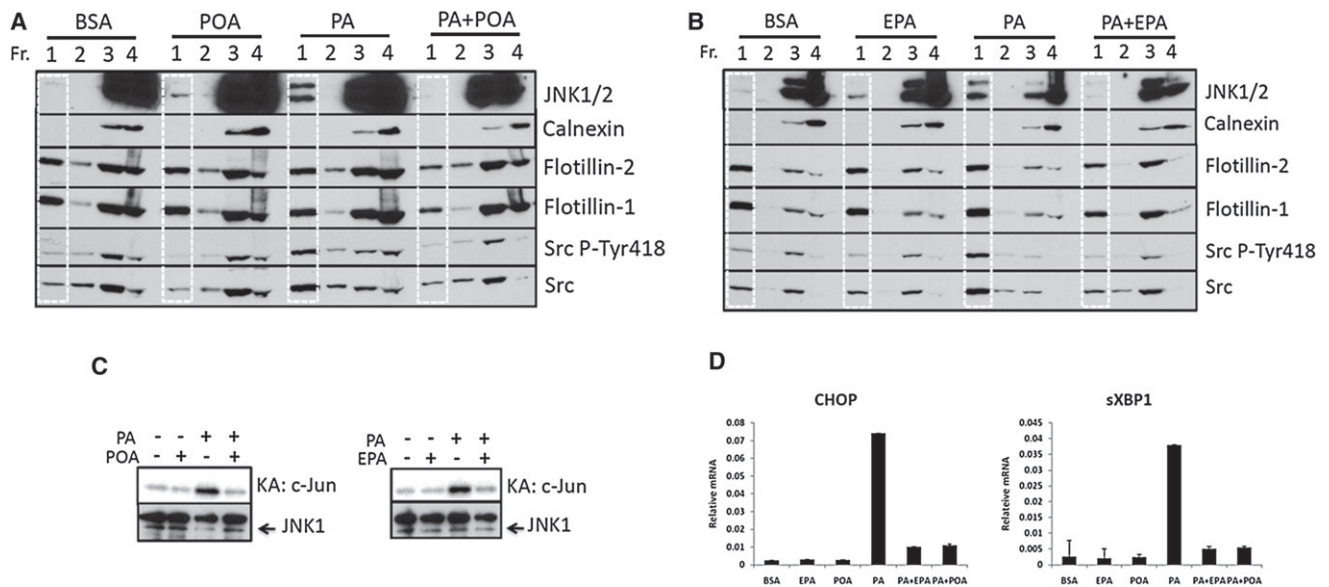 A
BSA POA PA PA+POA
Fr. 1 2 3 4 1 2 3 4 1 2 3 4 1 2 3 4
JNK1/2
Calnexin
Flotillin-2
Flotillin-1
Src P-Tyr418
Src
B
BSA EPA PA PA+EPA
Fr. 1 2 3 4 1 2 3 4 1 2 3 4 1 2 3 4
JNK1/2
Calnexin
Flotillin-2
Flotillin-1
Src P-Tyr418
Src
C
PA - - + +
POA - + - +
KA: c-Jun
JNK1
PA - - + +
EPA - + - +
KA: c-Jun
JNK1
D
CHOP
Relative mRNA
0.08
0.07
0.06
0.05
0.04
0.03
0.02
0.01
0
BSA EPA POA PA PA+EPA PA+POA
sXBP1
Relateive mRNA
0.045
0.04
0.035
0.03
0.025
0.02
0.015
0.01
0.005
0
BSA EPA POA PA PA+EPA PA+POA